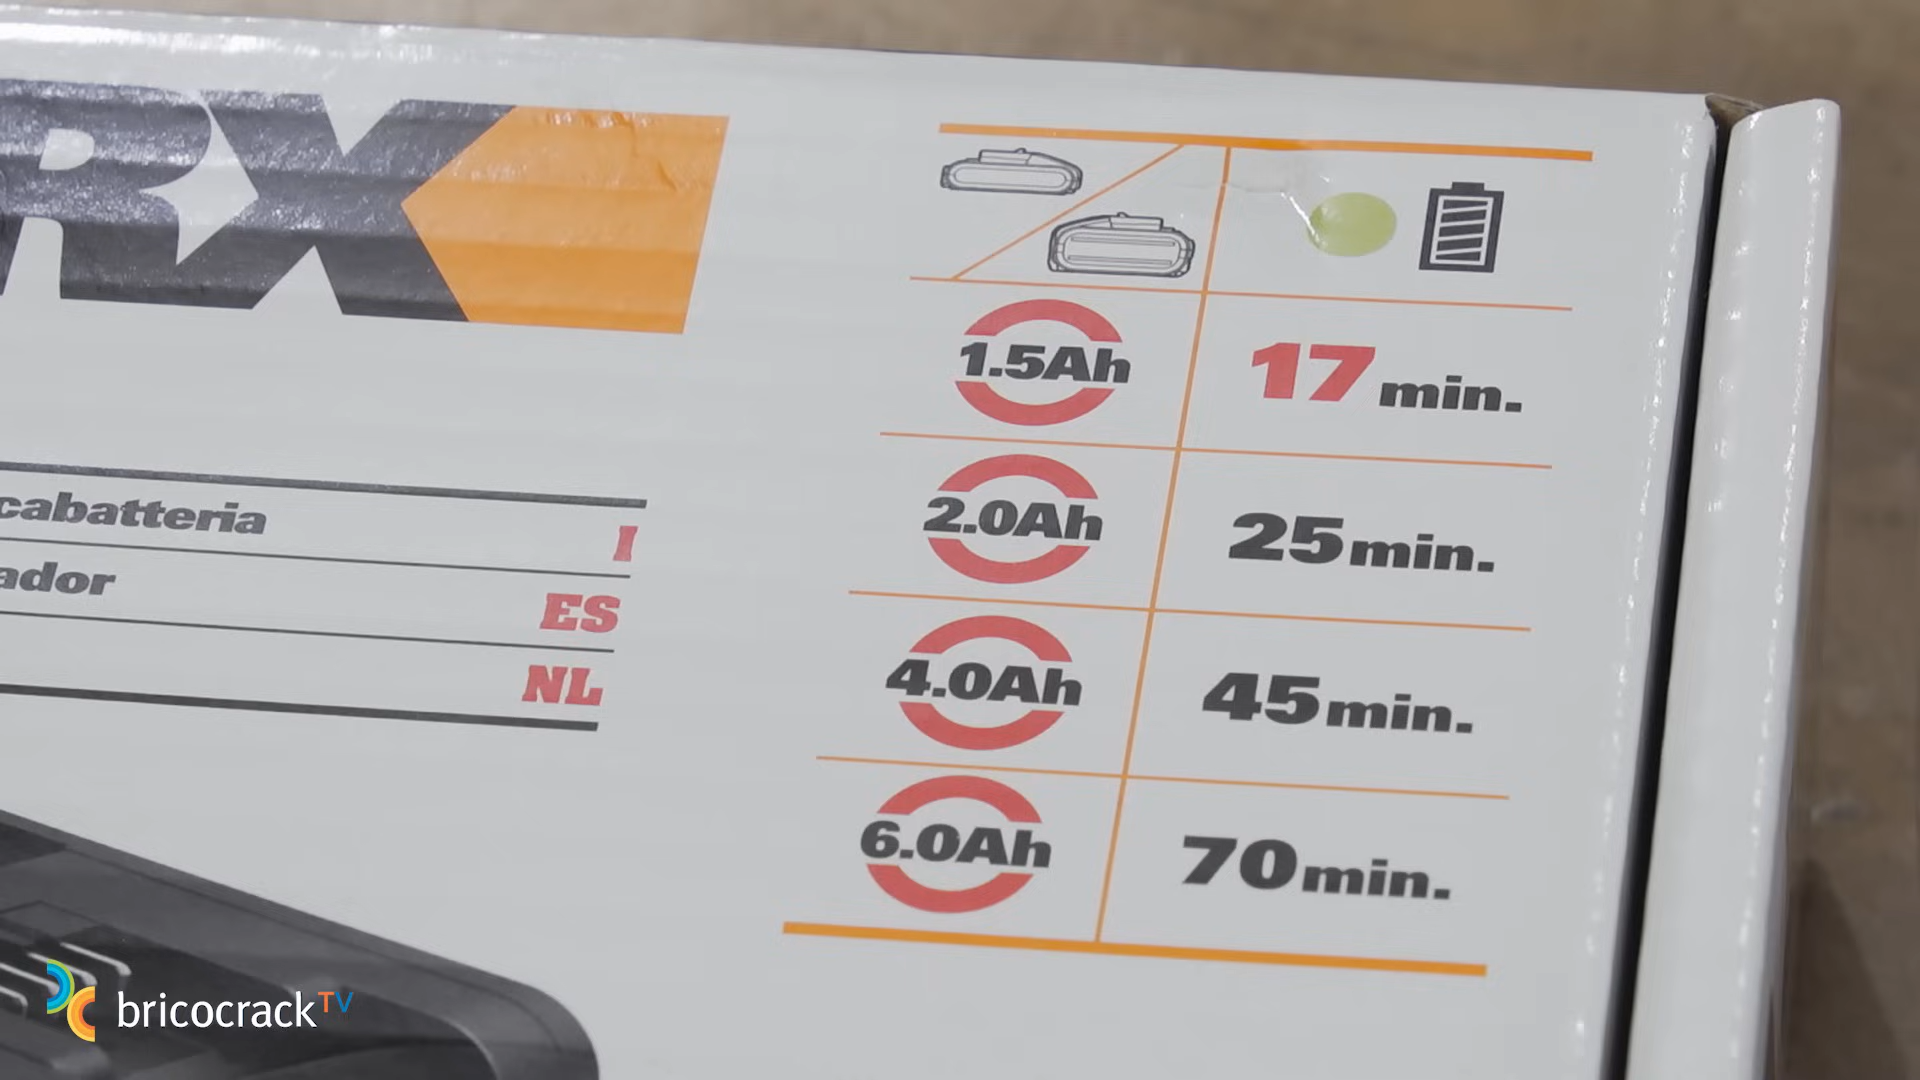 RX
cabatteria
I
ador
ES
NL
1.5Ah
17 min.
2.0Ah
25 min.
4.0Ah
45 min.
6.0Ah
70 min.
bricocrackTV